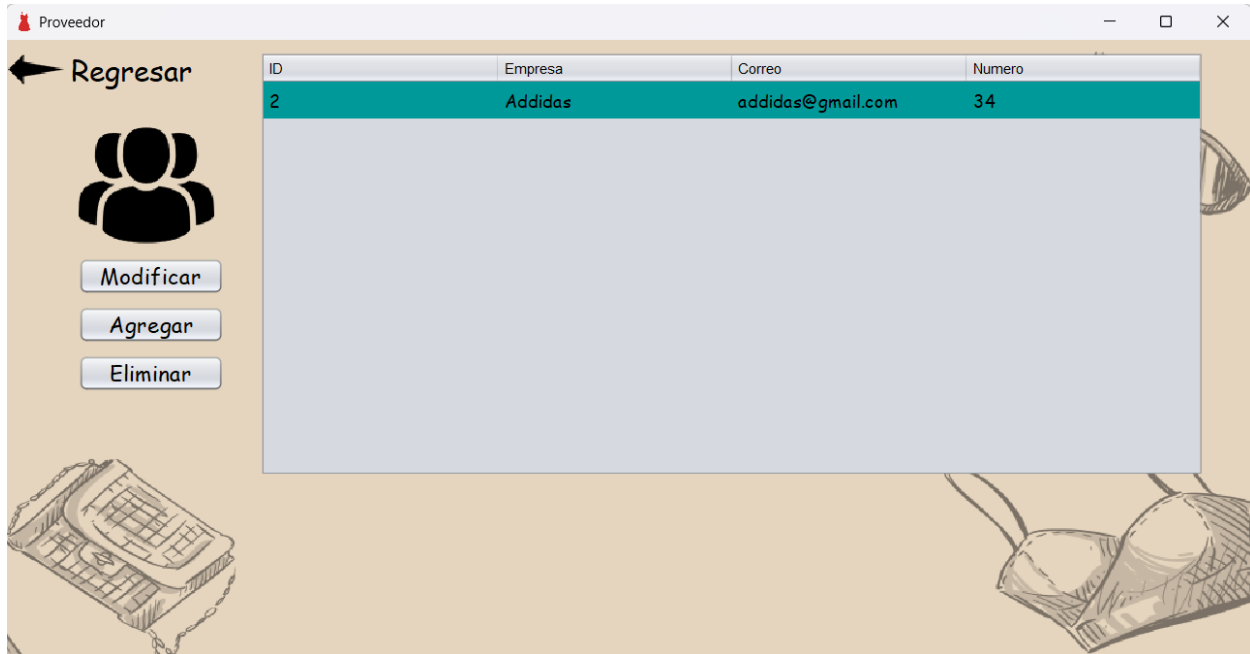 Proveedor
Regresar
ID Empresa Correo Numero
2 Addidas addidas@gmail.com 34
Modificar
Agregar
Eliminar